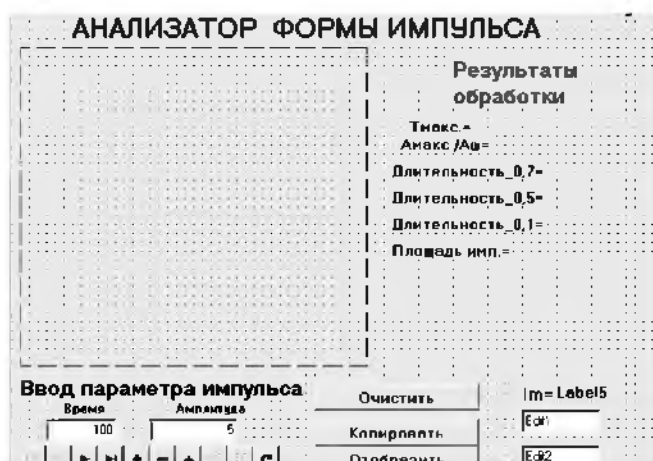 АНАЛИЗАТОР ФОРМЫ ИМПУЛЬСА
Результаты
обработки
Тмакс.=
Амакс./Аш=
Длительность_0,7=
Длительность_0,5=
Длительность_0,1=
Площадь имп.=
Ввод параметра импульса
Время Амплитуда
100 5
Очистить
Копировать
Отобразить
Im= Label5
Edit1
Edit2